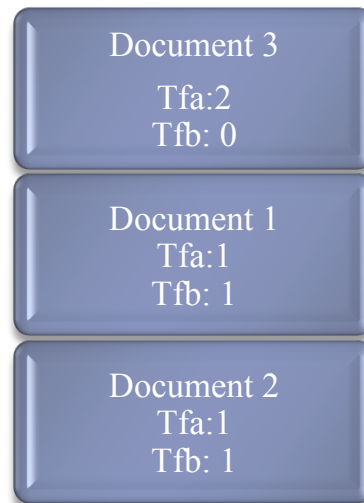 Document 3
Tfa:2
Tfb: 0
Document 1
Tfa:1
Tfb: 1
Document 2
Tfa:1
Tfb: 1